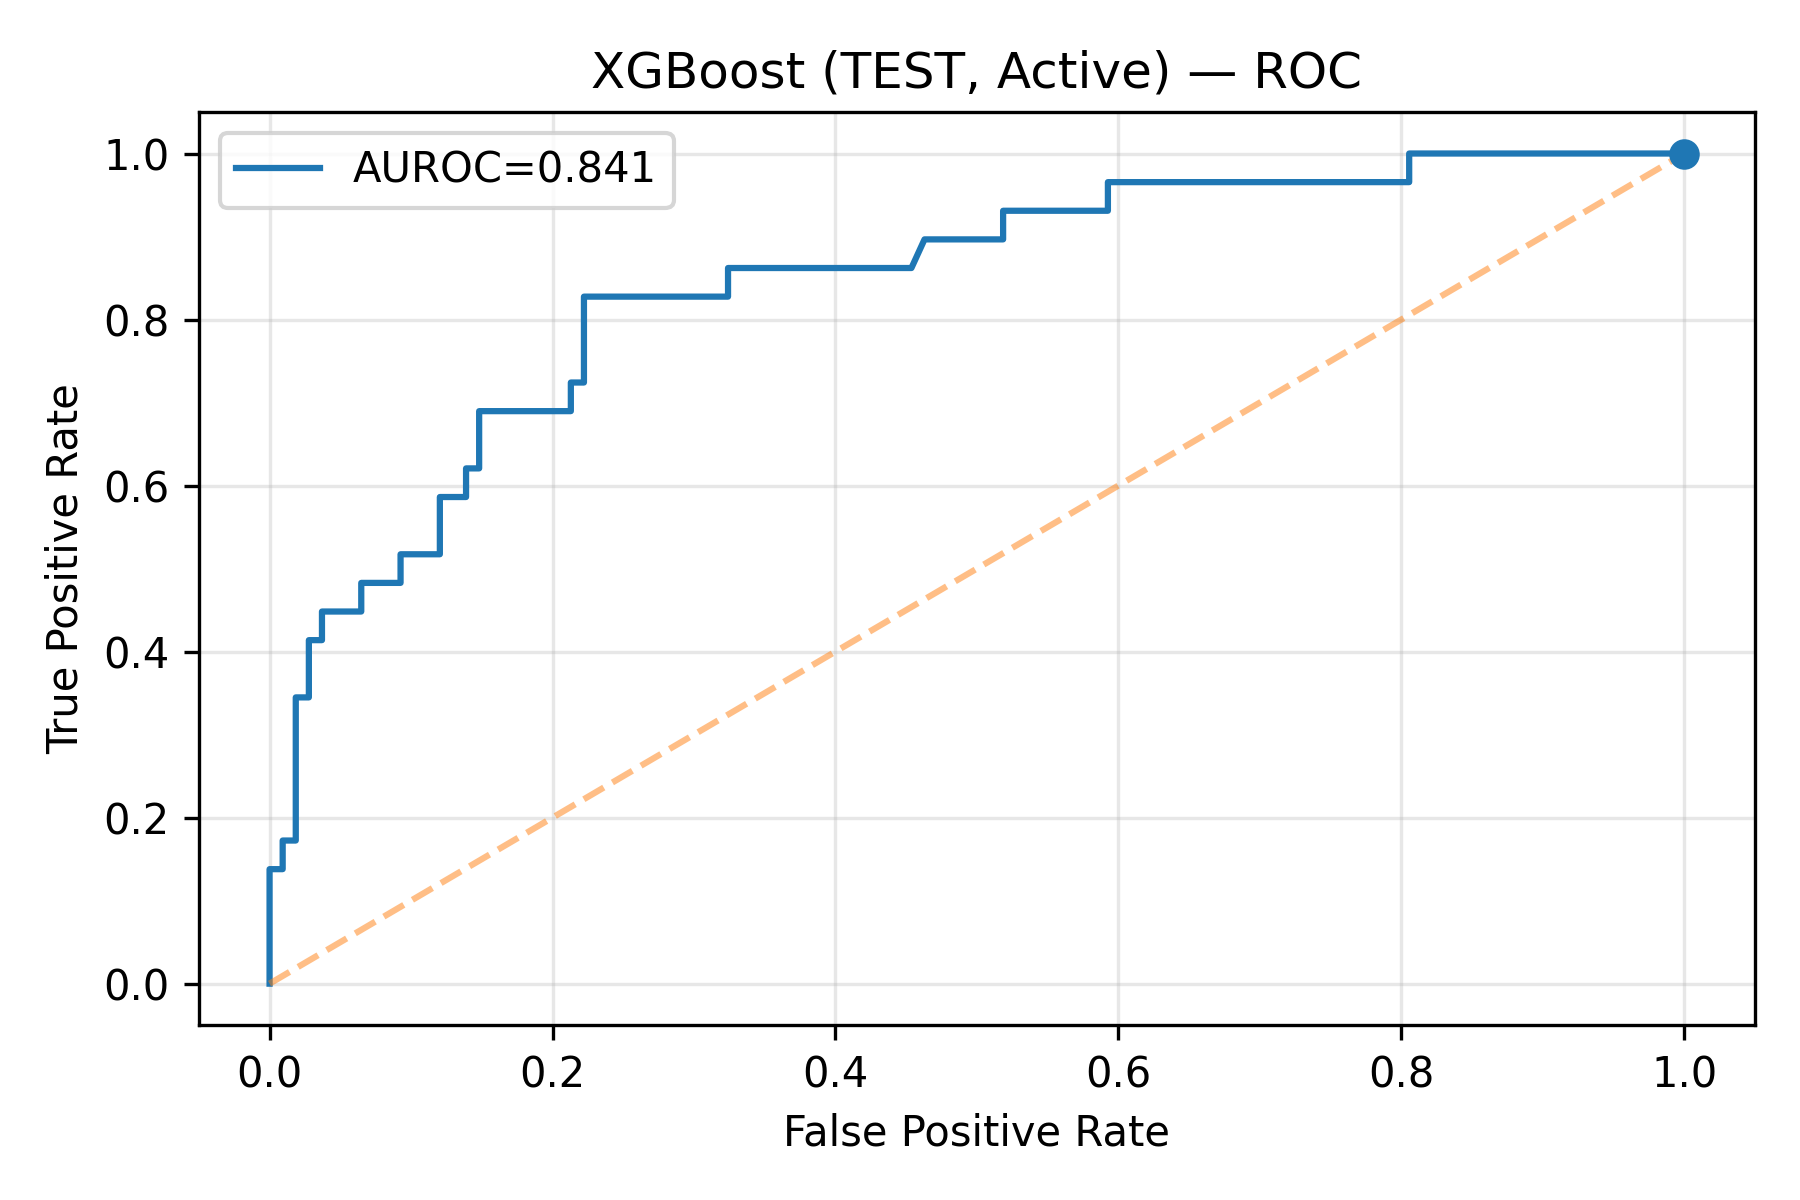 XGBoost (TEST, Active) — ROC
AUROC=0.841
1.0
0.8
0.6
0.4
0.2
0.0
True Positive Rate
0.0 0.2 0.4 0.6 0.8 1.0
False Positive Rate